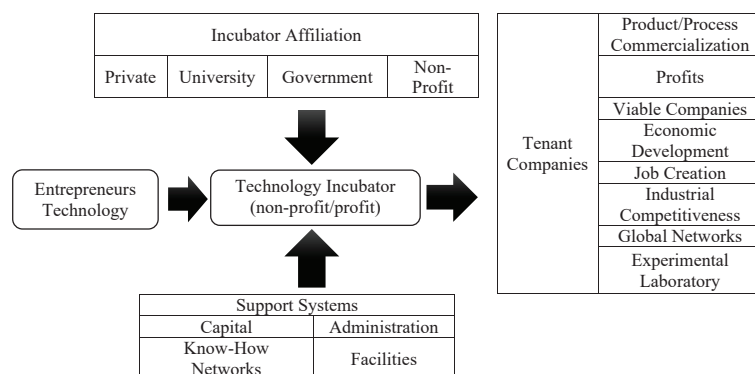 Incubator Affiliation
Private
University
Government
Non-
Profit
Entrepreneurs
Technology
Technology Incubator
(non-profit/profit)
Support Systems
Capital
Administration
Know-How
Networks
Facilities
Tenant
Companies
Product/Process
Commercialization
Profits
Viable Companies
Economic
Development
Job Creation
Industrial
Competitiveness
Global Networks
Experimental
Laboratory